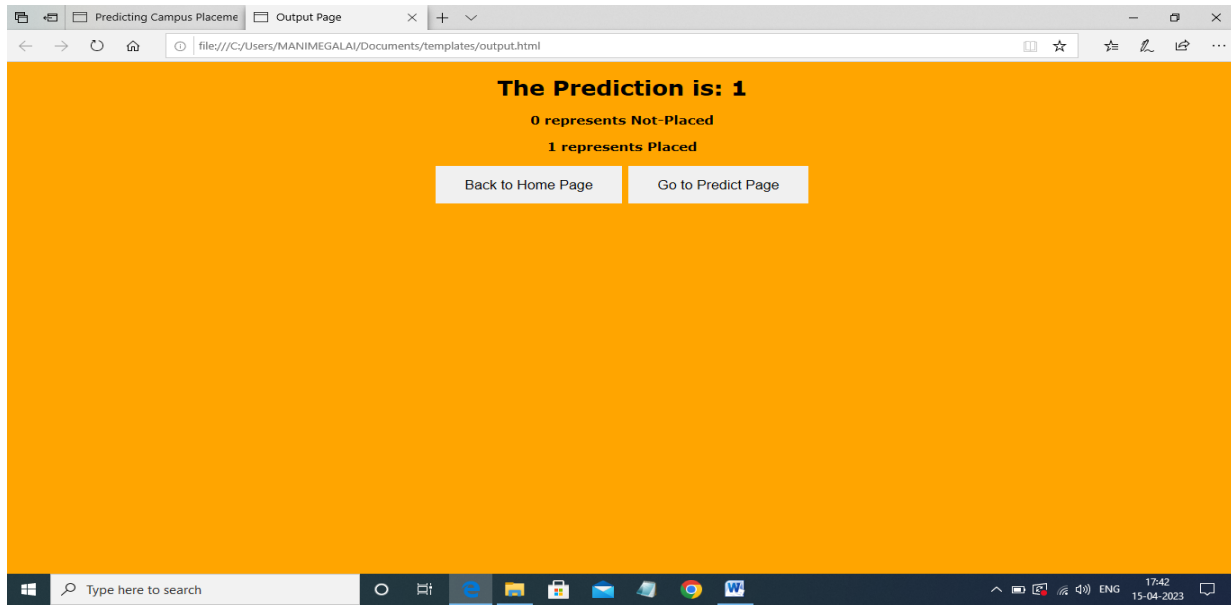 Predicting Campus Placeme
Output Page
file:///C:/Users/MANIMEGALAI/Documents/templates/output.html
The Prediction is: 1
0 represents Not-Placed
1 represents Placed
Back to Home Page
Go to Predict Page
Type here to search
ENG
17:42
15-04-2023